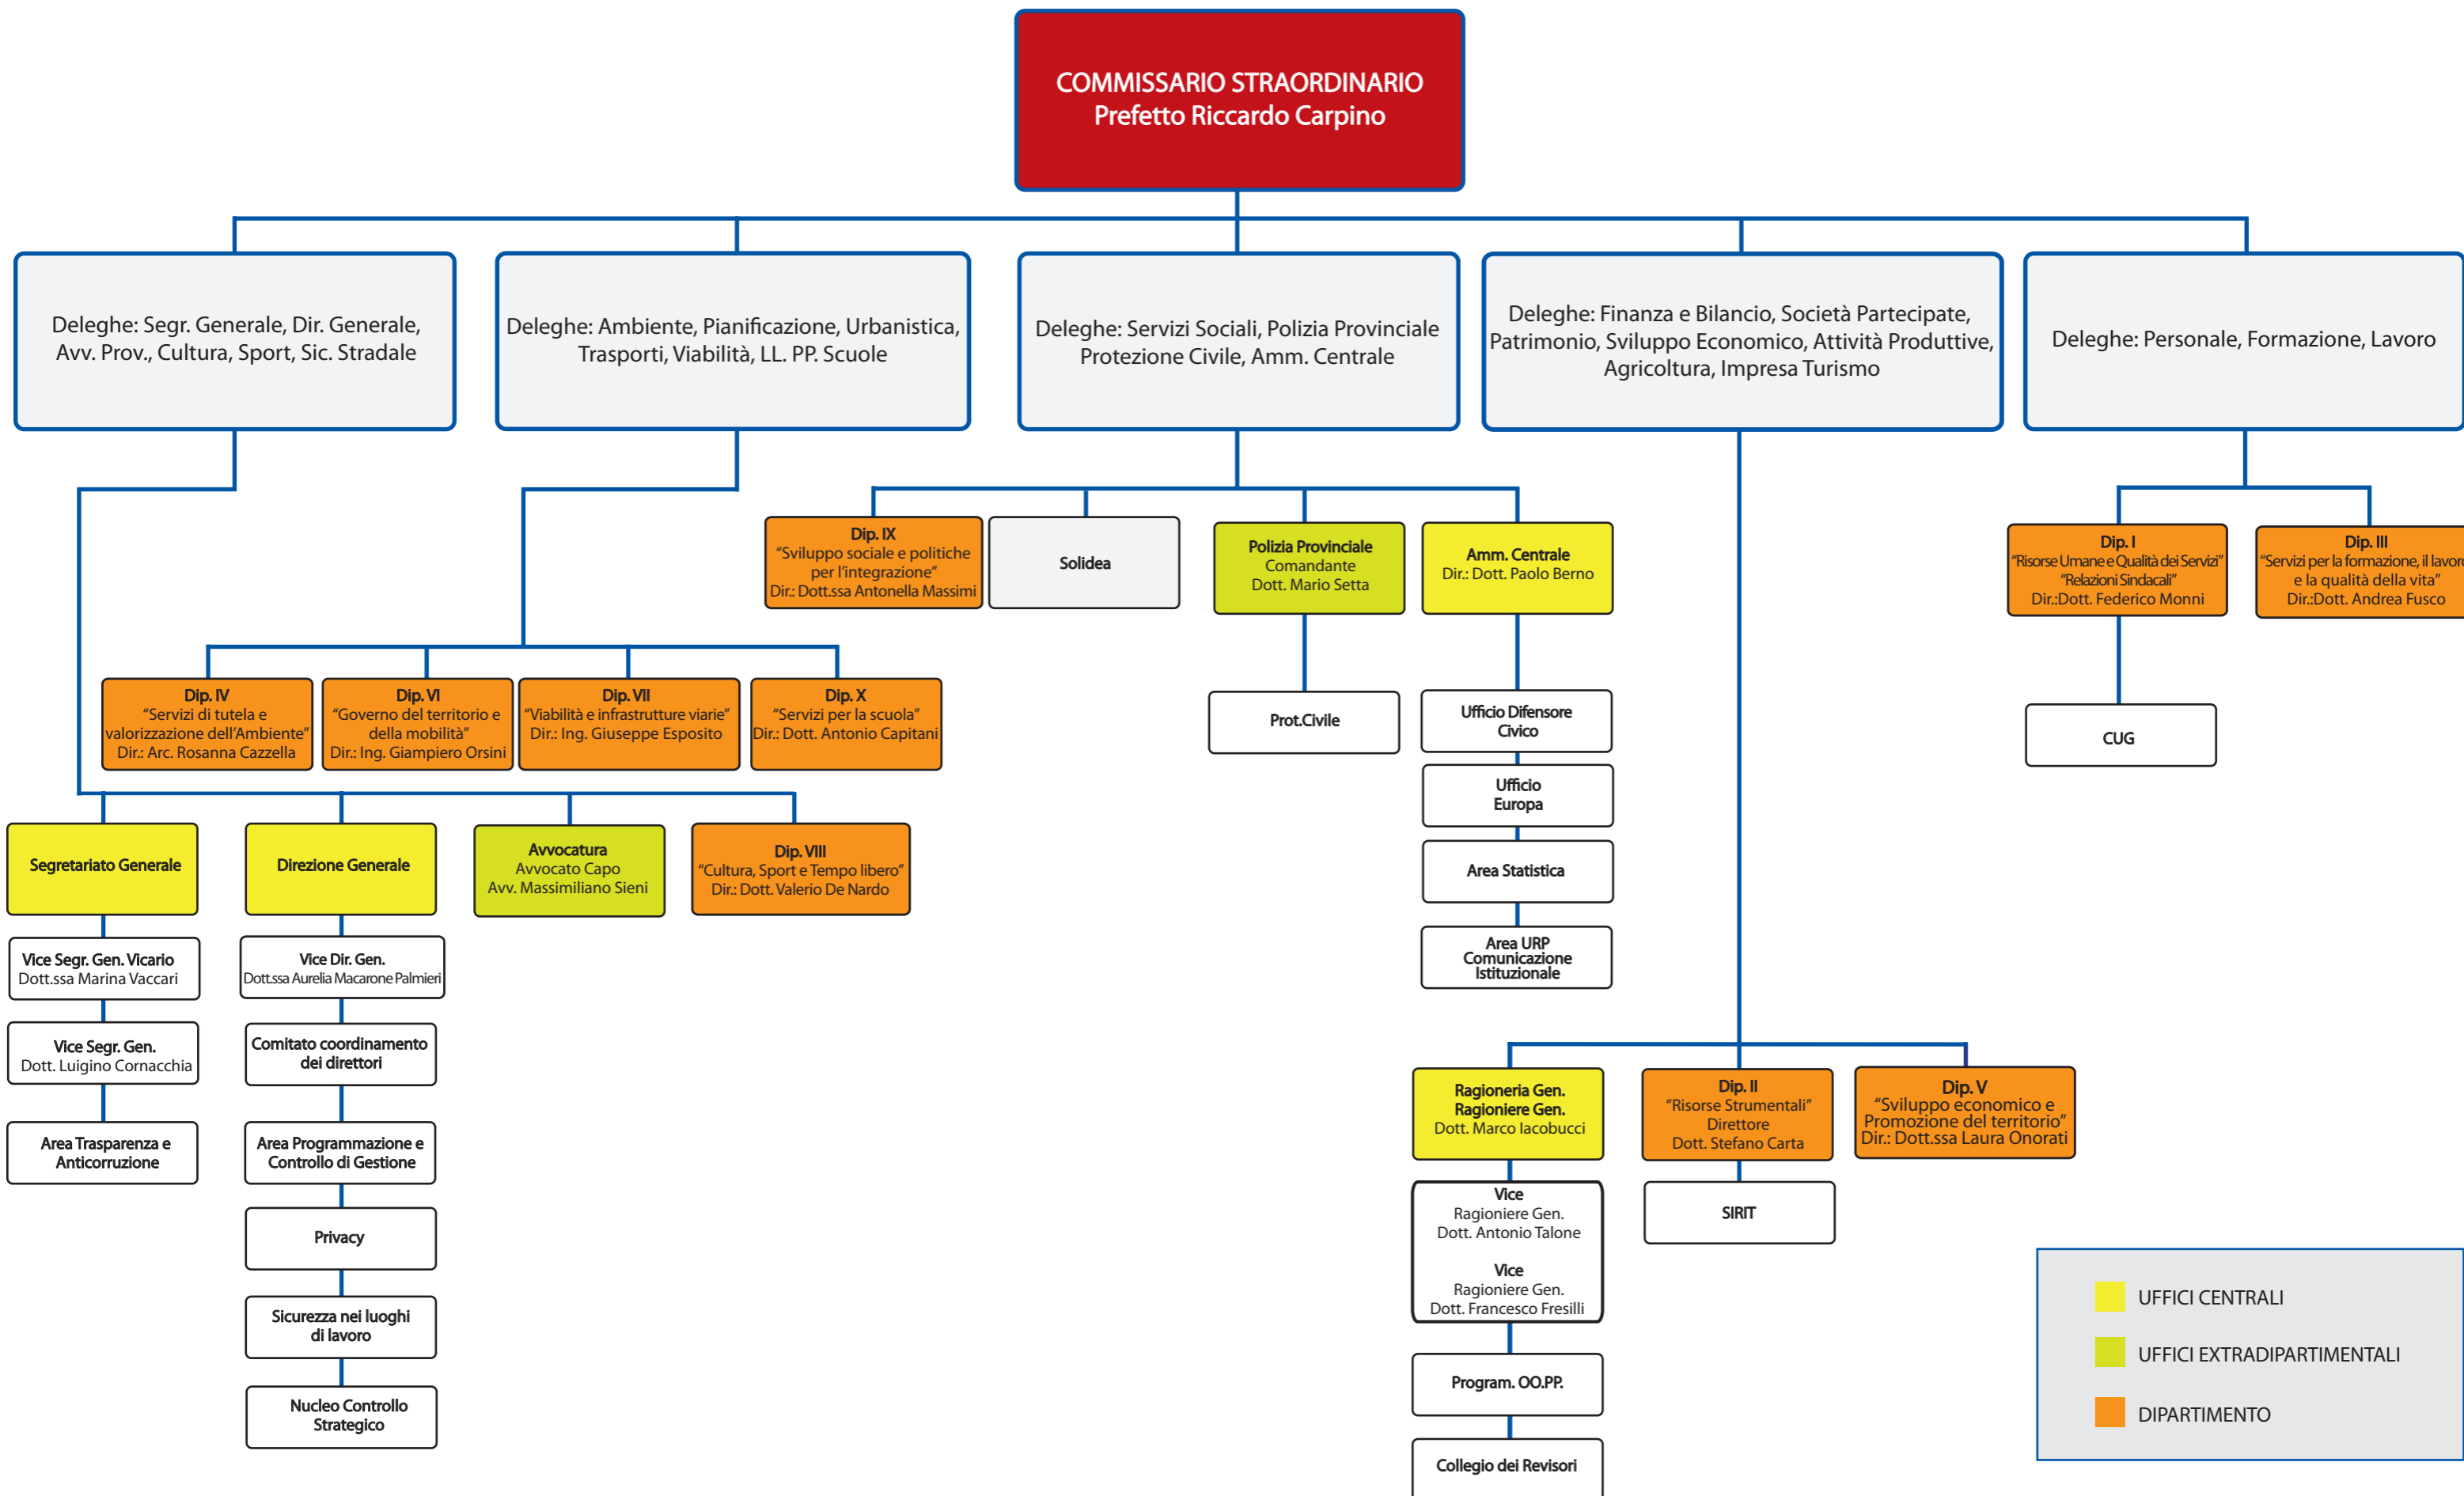 COMMISSARIO STRAORDINARIO
Prefetto Riccardo Carpino
Deleghe: Segr. Generale, Dir. Generale,
Avv. Prov., Cultura, Sport, Sic. Stradale
Deleghe: Ambiente, Pianificazione, Urbanistica,
Trasporti, Viabilità, LL. PP. Scuole
Deleghe: Servizi Sociali, Polizia Provinciale
Protezione Civile, Amm. Centrale
Deleghe: Finanza e Bilancio, Società Partecipate,
Patrimonio, Sviluppo Economico, Attività Produttive,
Agricoltura, Impresa Turismo
Deleghe: Personale, Formazione, Lavoro
Dip. IX
“Sviluppo sociale e politiche
per l’integrazione”
Dir.: Dott.ssa Antonella Massimi
Solidea
Polizia Provinciale
Comandante
Dott. Mario Setta
Amm. Centrale
Dir.: Dott. Paolo Berno
Dip. I
“Risorse Umane e Qualità dei Servizi”
“Relazioni Sindacali”
Dir.:Dott. Federico Monni
Dip. III
“Servizi per la formazione, il lavoro
e la qualità della vita”
Dir.:Dott. Andrea Fusco
Dip. IV
“Servizi di tutela e
valorizzazione dell’Ambiente”
Dir.: Arc. Rosanna Cazzella
Dip. VI
“Governo del territorio e
della mobilità”
Dir.: Ing. Giampiero Orsini
Dip. VII
“Viabilità e infrastrutture viarie”
Dir.: Ing. Giuseppe Esposito
Dip. X
“Servizi per la scuola”
Dir.: Dott. Antonio Capitani
Prot.Civile
Ufficio Difensore
Civico
Ufficio
Europa
Area Statistica
Area URP
Comunicazione
Istituzionale
CUG
Segretariato Generale
Direzione Generale
Avvocatura
Avvocato Capo
Avv. Massimiliano Sieni
Dip. VIII
“Cultura, Sport e Tempo libero”
Dir.: Dott. Valerio De Nardo
Vice Segr. Gen. Vicario
Dott.ssa Marina Vaccari
Vice Segr. Gen.
Dott. Luigino Cornacchia
Area Trasparenza e
Anticorruzione
Vice Dir. Gen.
Dott.ssa Aurelia Macarone Palmieri
Comitato coordinamento
dei direttori
Area Programmazione e
Controllo di Gestione
Privacy
Sicurezza nei luoghi
di lavoro
Nucleo Controllo
Strategico
Ragioneria Gen.
Ragioniere Gen.
Dott. Marco Iacobucci
Dip. II
“Risorse Strumentali”
Direttore
Dott. Stefano Carta
Dip. V
“Sviluppo economico e
Promozione del territorio”
Dir.: Dott.ssa Laura Onorati
Vice
Ragioniere Gen.
Dott. Antonio Talone
Vice
Ragioniere Gen.
Dott. Francesco Fresilli
SIRIT
Program. OO.PP.
Collegio dei Revisori
UFFICI CENTRALI
UFFICI EXTRADIPARTIMENTALI
DIPARTIMENTO